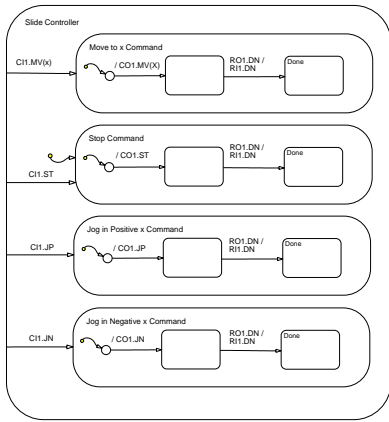 Slide Controller
Move to x Command
CI1.MV(x)
/ CO1.MV(X)
RO1.DN /
RI1.DN
Done
Stop Command
CI1.ST
/ CO1.ST
RO1.DN /
RI1.DN
Done
Jog in Positive x Command
CI1.JP
/ CO1.JP
RO1.DN /
RI1.DN
Done
Jog in Negative x Command
CI1.JN
/ CO1.JN
RO1.DN /
RI1.DN
Done